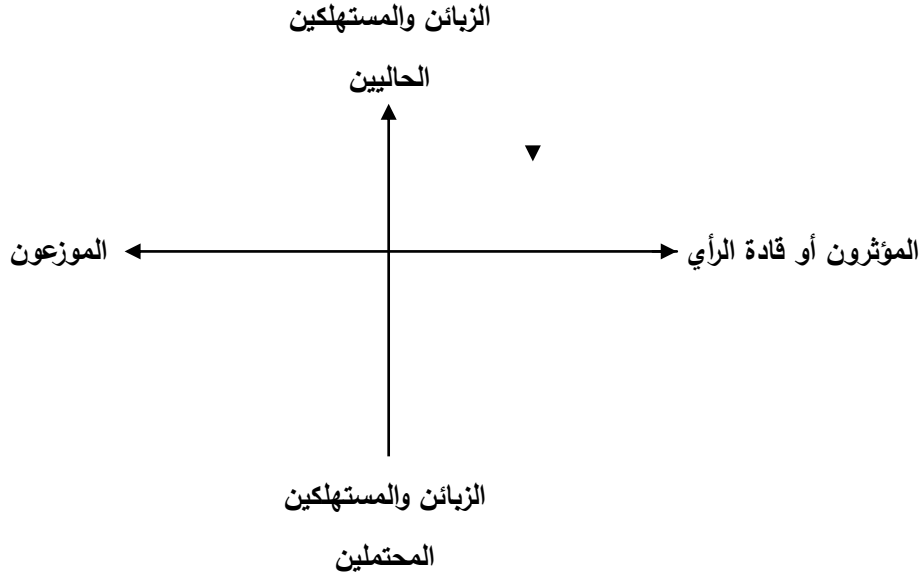 الزبائن والمستهلكين
الحاليين
المؤثرون أو قادة الرأي
الموزعون
الزبائن والمستهلكين
المحتملين